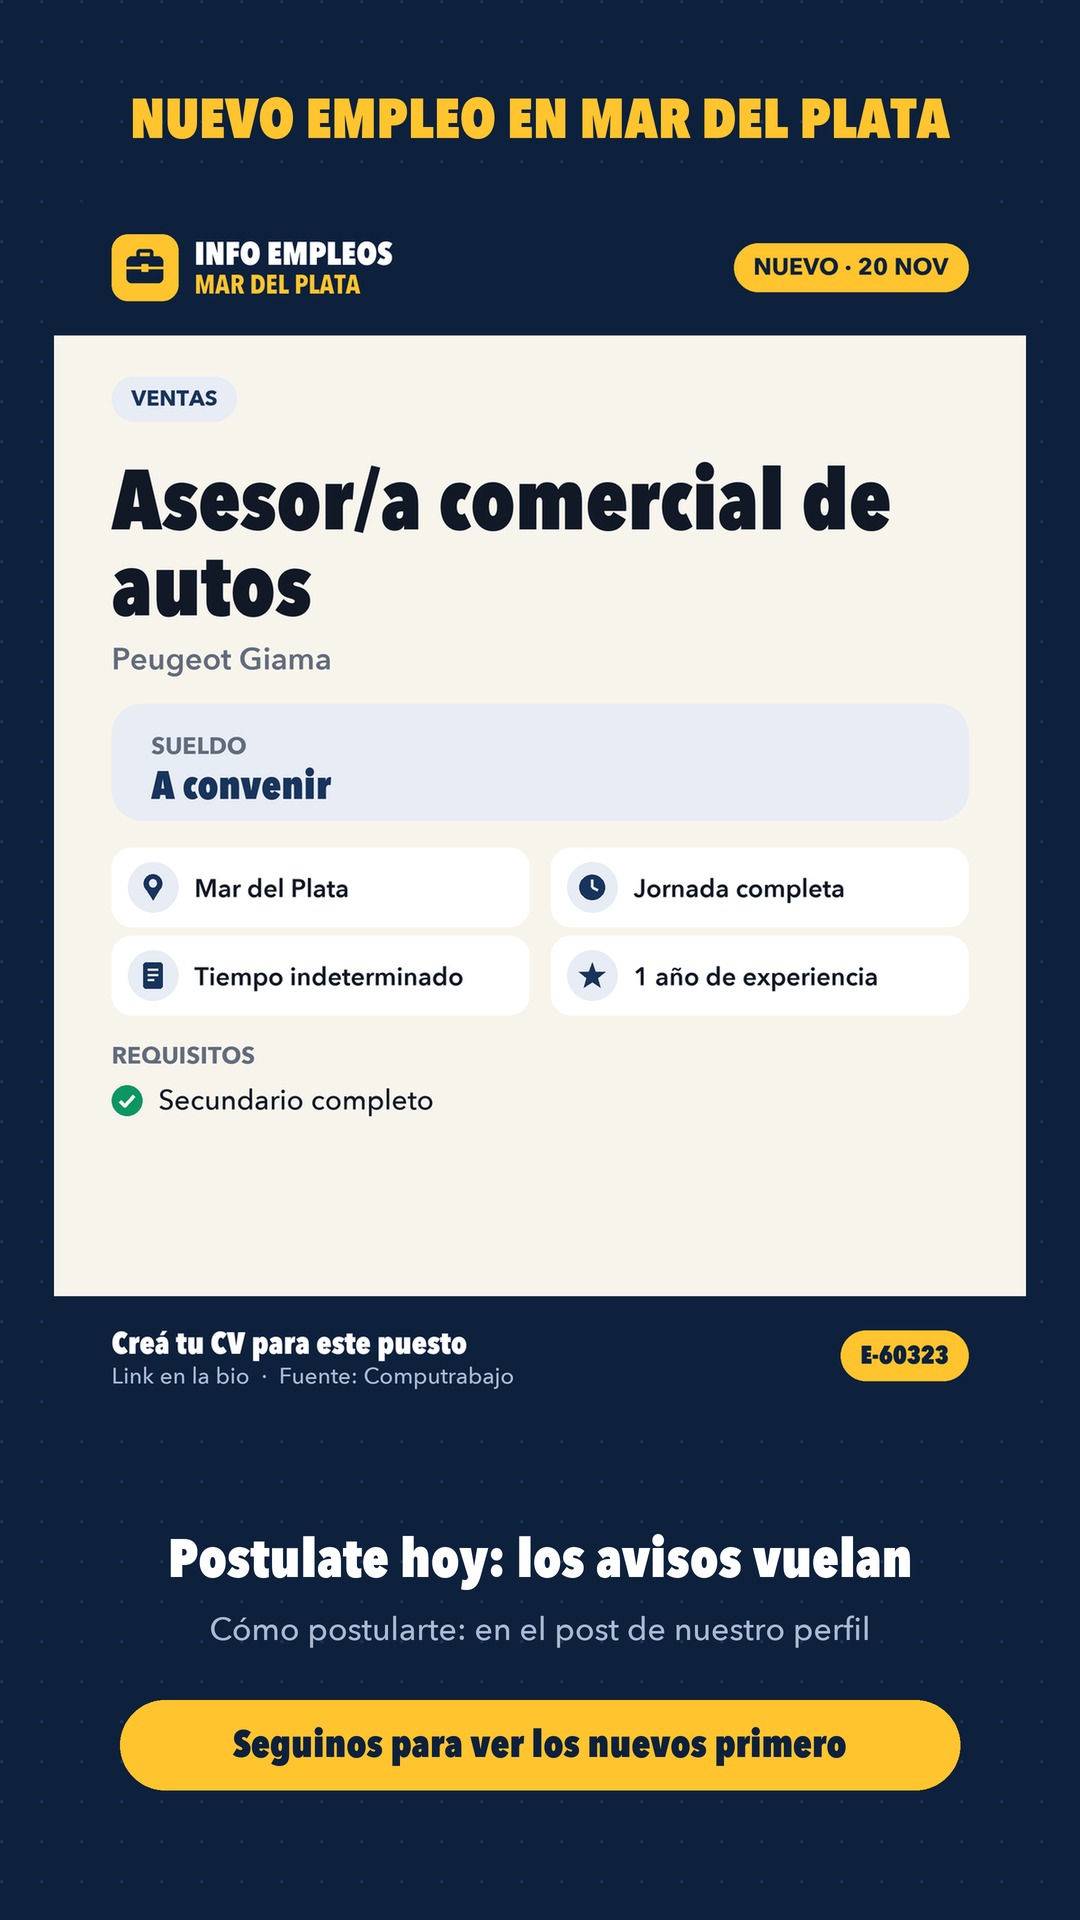 NUEVO EMPLEO EN MAR DEL PLATA
INFO EMPLEOS
MAR DEL PLATA
NUEVO · 20 NOV
VENTAS
Asesor/a comercial de
autos
Peugeot Giama
SUELDO
A convenir
Mar del Plata
Jornada completa
Tiempo indeterminado
1 año de experiencia
REQUISITOS
Secundario completo
Creá tu CV para este puesto
Link en la bio · Fuente: Computrabajo
E-60323
Postulate hoy: los avisos vuelan
Cómo postularte: en el post de nuestro perfil
Seguinos para ver los nuevos primero